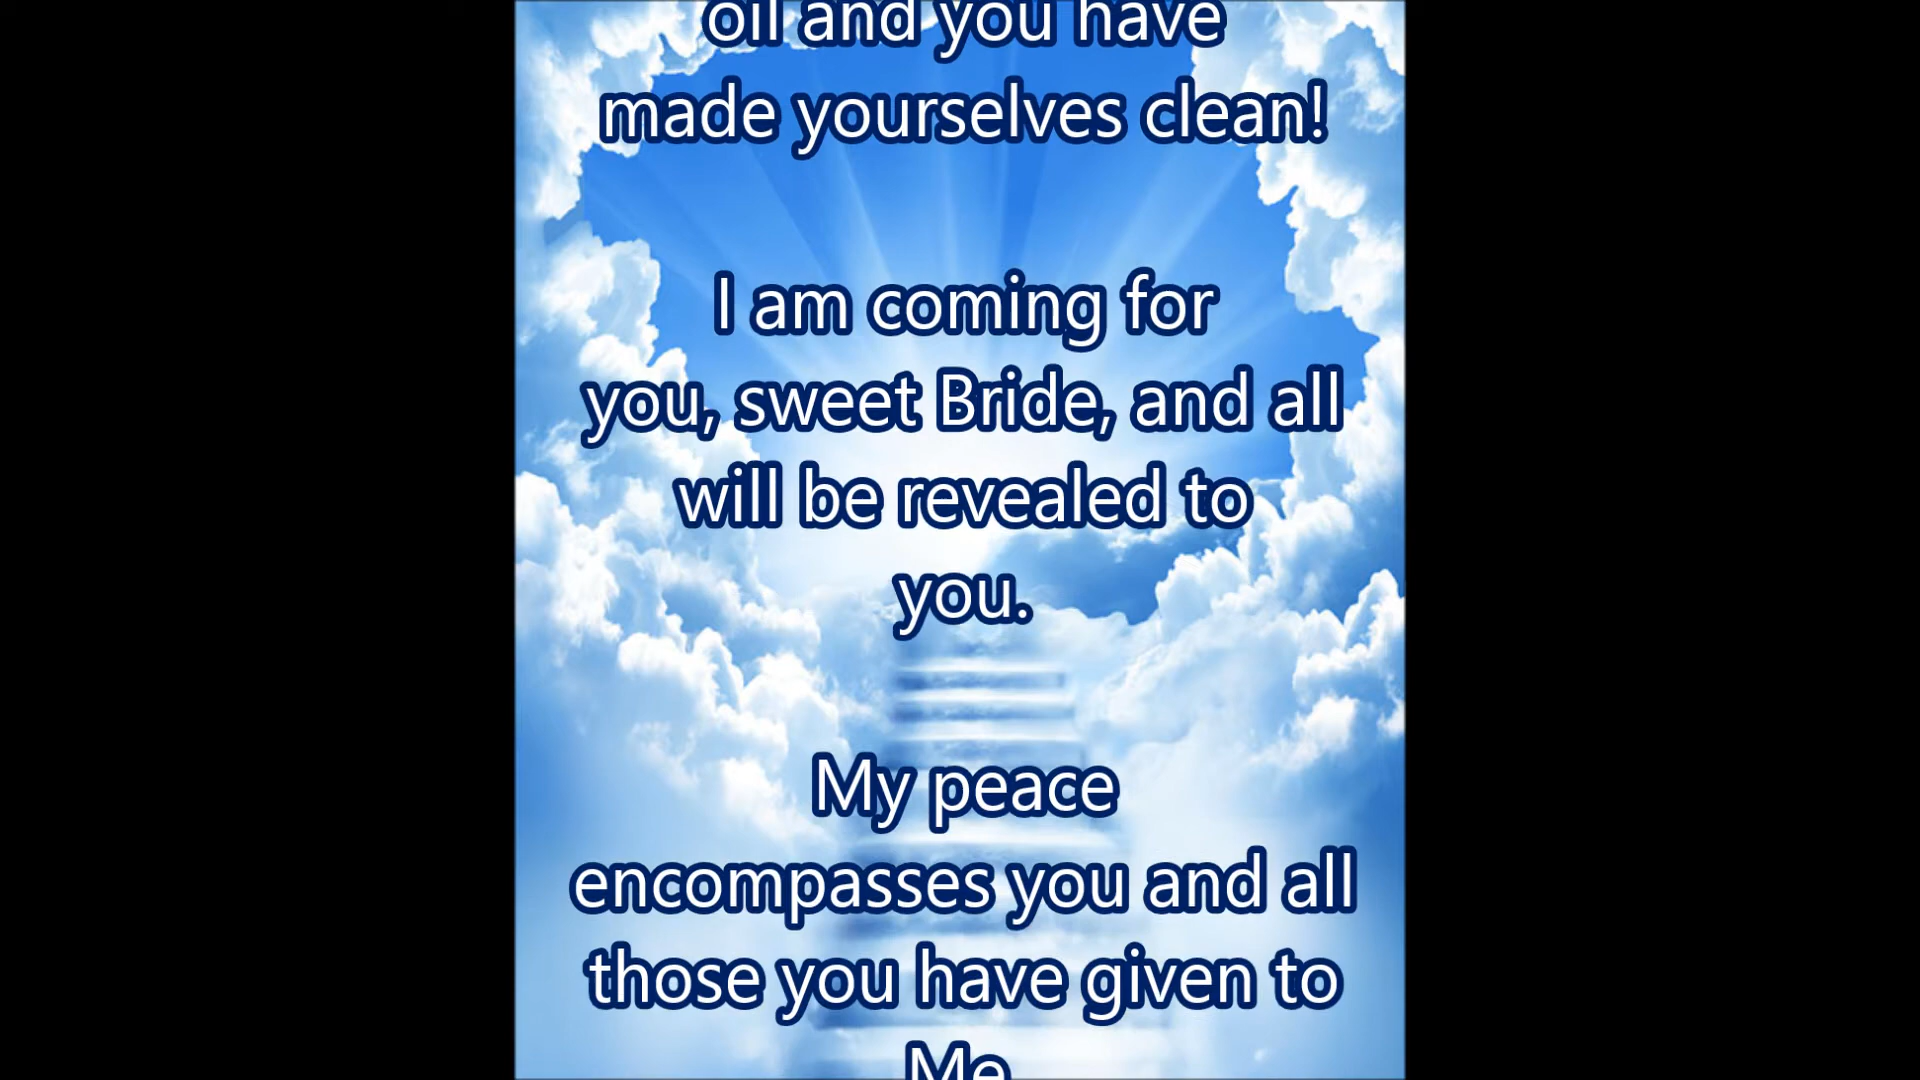 oil and you have
made yourselves clean!
I am coming for
you, sweet Bride, and all
will be revealed to
you.
My peace
encompasses you and all
those you have given to
Me